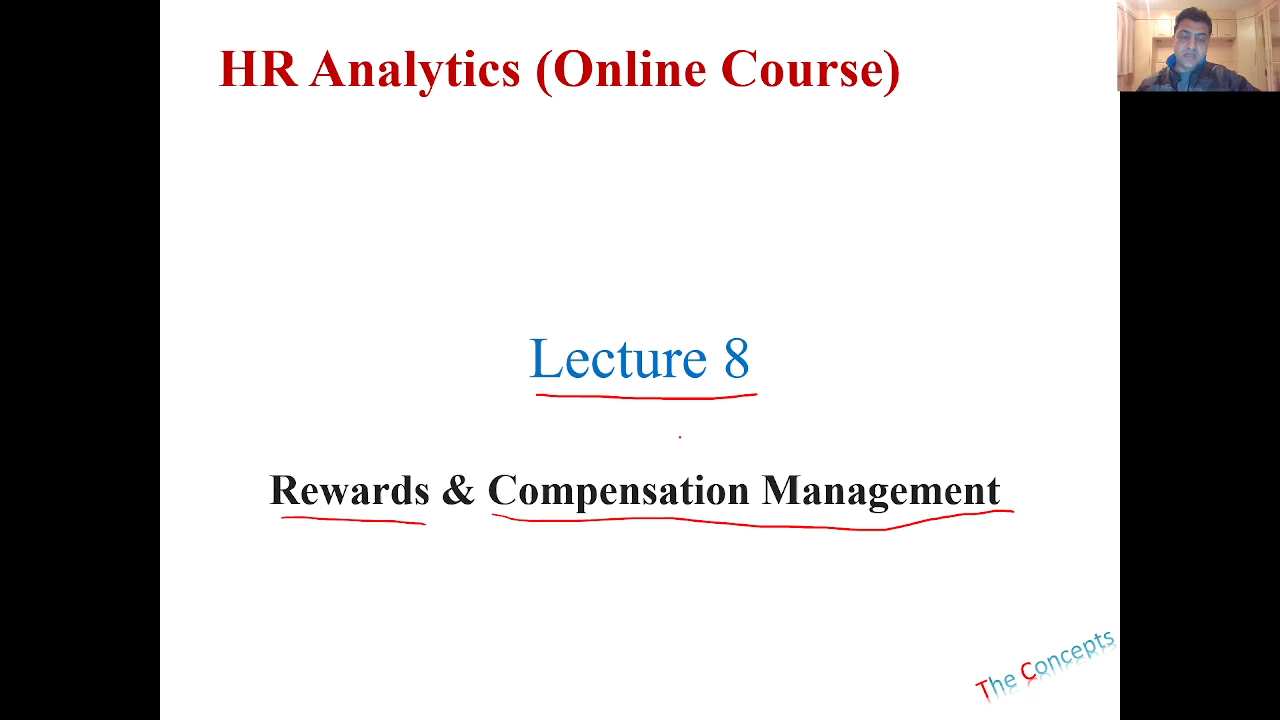 HR Analytics (Online Course)
Lecture 8
Rewards & Compensation Management
The Concepts